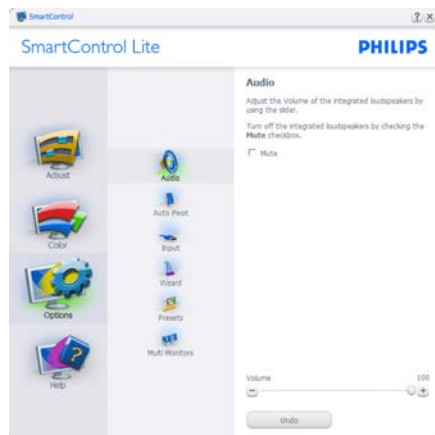 SmartControl
SmartControl Lite
PHILIPS
Adjust
Color
Options
Help
Audio
Auto Pivot
Input
Wizard
Presets
Multi Monitors
Audio
Adjust the Volume of the integrated loudspeakers by
using the slider.
Turn off the integrated loudspeakers by checking the
Mute checkbox.
Mute
Volume 100
Undo